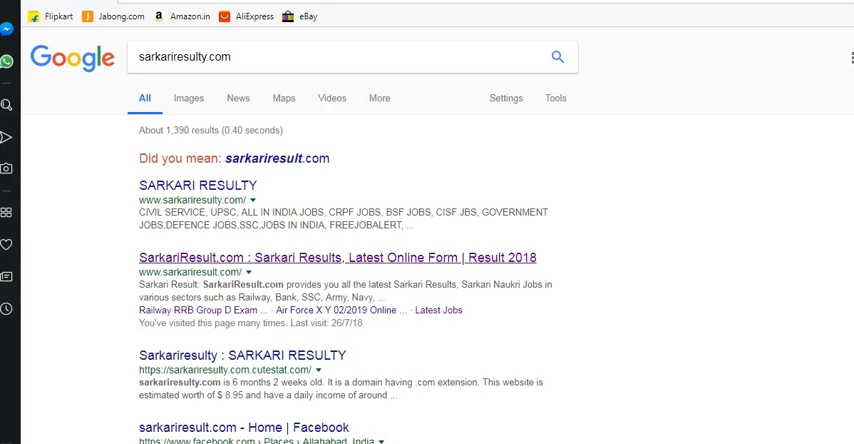 Flipkart Jabong.com Amazon.in AliExpress eBay
Google sarkariresulty.com
All Images News Maps Videos More Settings Tools
About 1,390 results (0.40 seconds)
Did you mean: sarkariresult.com
SARKARI RESULTY
www.sarkariresulty.com/
CIVIL SERVICE, UPSC, ALL IN INDIA JOBS, CRPF JOBS, BSF JOBS, CISF JBS, GOVERNMENT
JOBS,DEFENCE JOBS,SSC,JOBS IN INDIA, FREEJOBALERT, ...
SarkariResult.com : Sarkari Results, Latest Online Form | Result 2018
www.sarkariresult.com/
Sarkari Result: SarkariResult.com provides you all the latest Sarkari Results, Sarkari Naukri Jobs in
various sectors such as Railway, Bank, SSC, Army, Navy, ...
Railway RRB Group D Exam ... · Air Force X Y 02/2019 Online ... · Latest Jobs
You've visited this page many times. Last visit: 26/7/18
Sarkariresulty : SARKARI RESULTY
https://sarkariresulty.com.cutestat.com/
sarkariresulty.com is 6 months 2 weeks old. It is a domain having .com extension. This website is
estimated worth of $ 8.95 and have a daily income of around ...
sarkariresult.com - Home | Facebook
https://www.facebook.com › Places › Allahabad, India